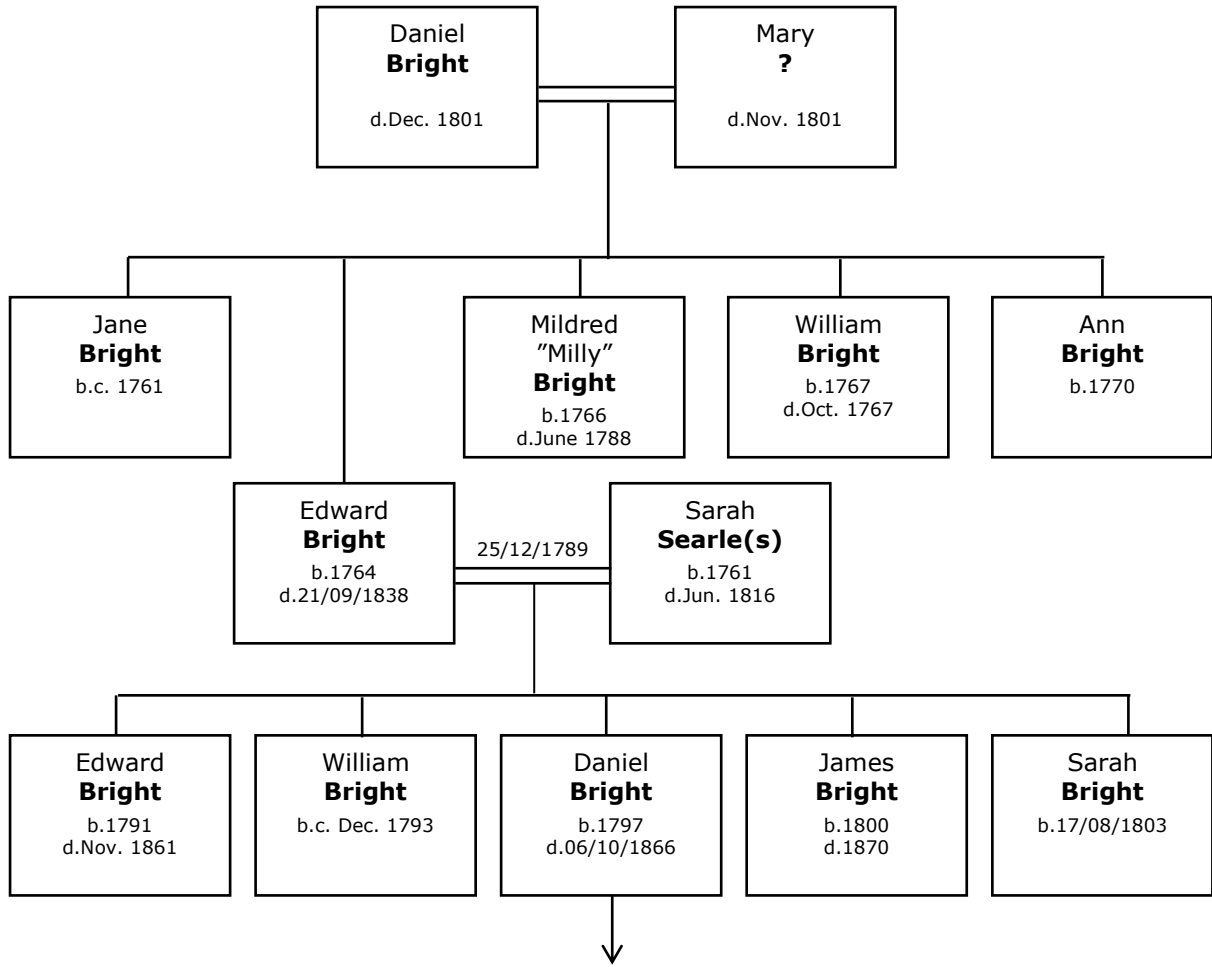 Daniel
Bright
d.Dec. 1801
Mary
?
d.Nov. 1801
Jane
Bright
b.c. 1761
Mildred
”Milly”
Bright
b.1766
d.June 1788
William
Bright
b.1767
d.Oct. 1767
Ann
Bright
b.1770
Edward
Bright
b.1764
d.21/09/1838
25/12/1789
Sarah
Searle(s)
b.1761
d.Jun. 1816
Edward
Bright
b.1791
d.Nov. 1861
William
Bright
b.c. Dec. 1793
Daniel
Bright
b.1797
d.06/10/1866
James
Bright
b.1800
d.1870
Sarah
Bright
b.17/08/1803